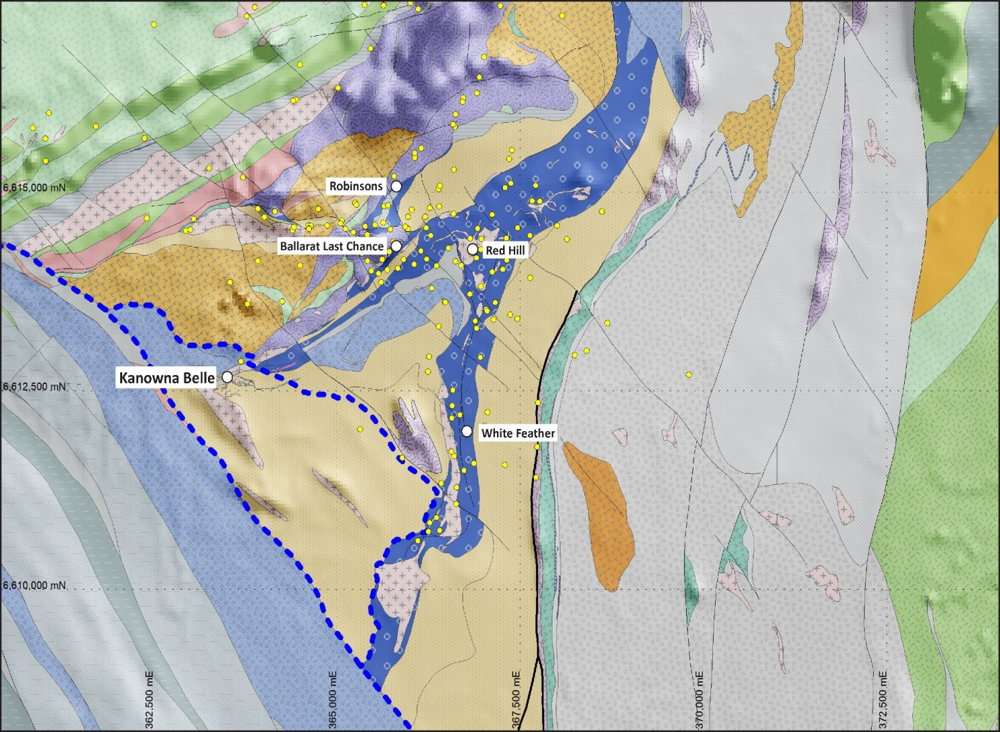 6,615,000 mN
Robinsons
Ballarat Last Chance
Red Hill
Kanowna Belle
6,612,500 mN
White Feather
6,610,000 mN
362,500 mE
365,000 mE
367,500 mE
370,000 mE
372,500 mE